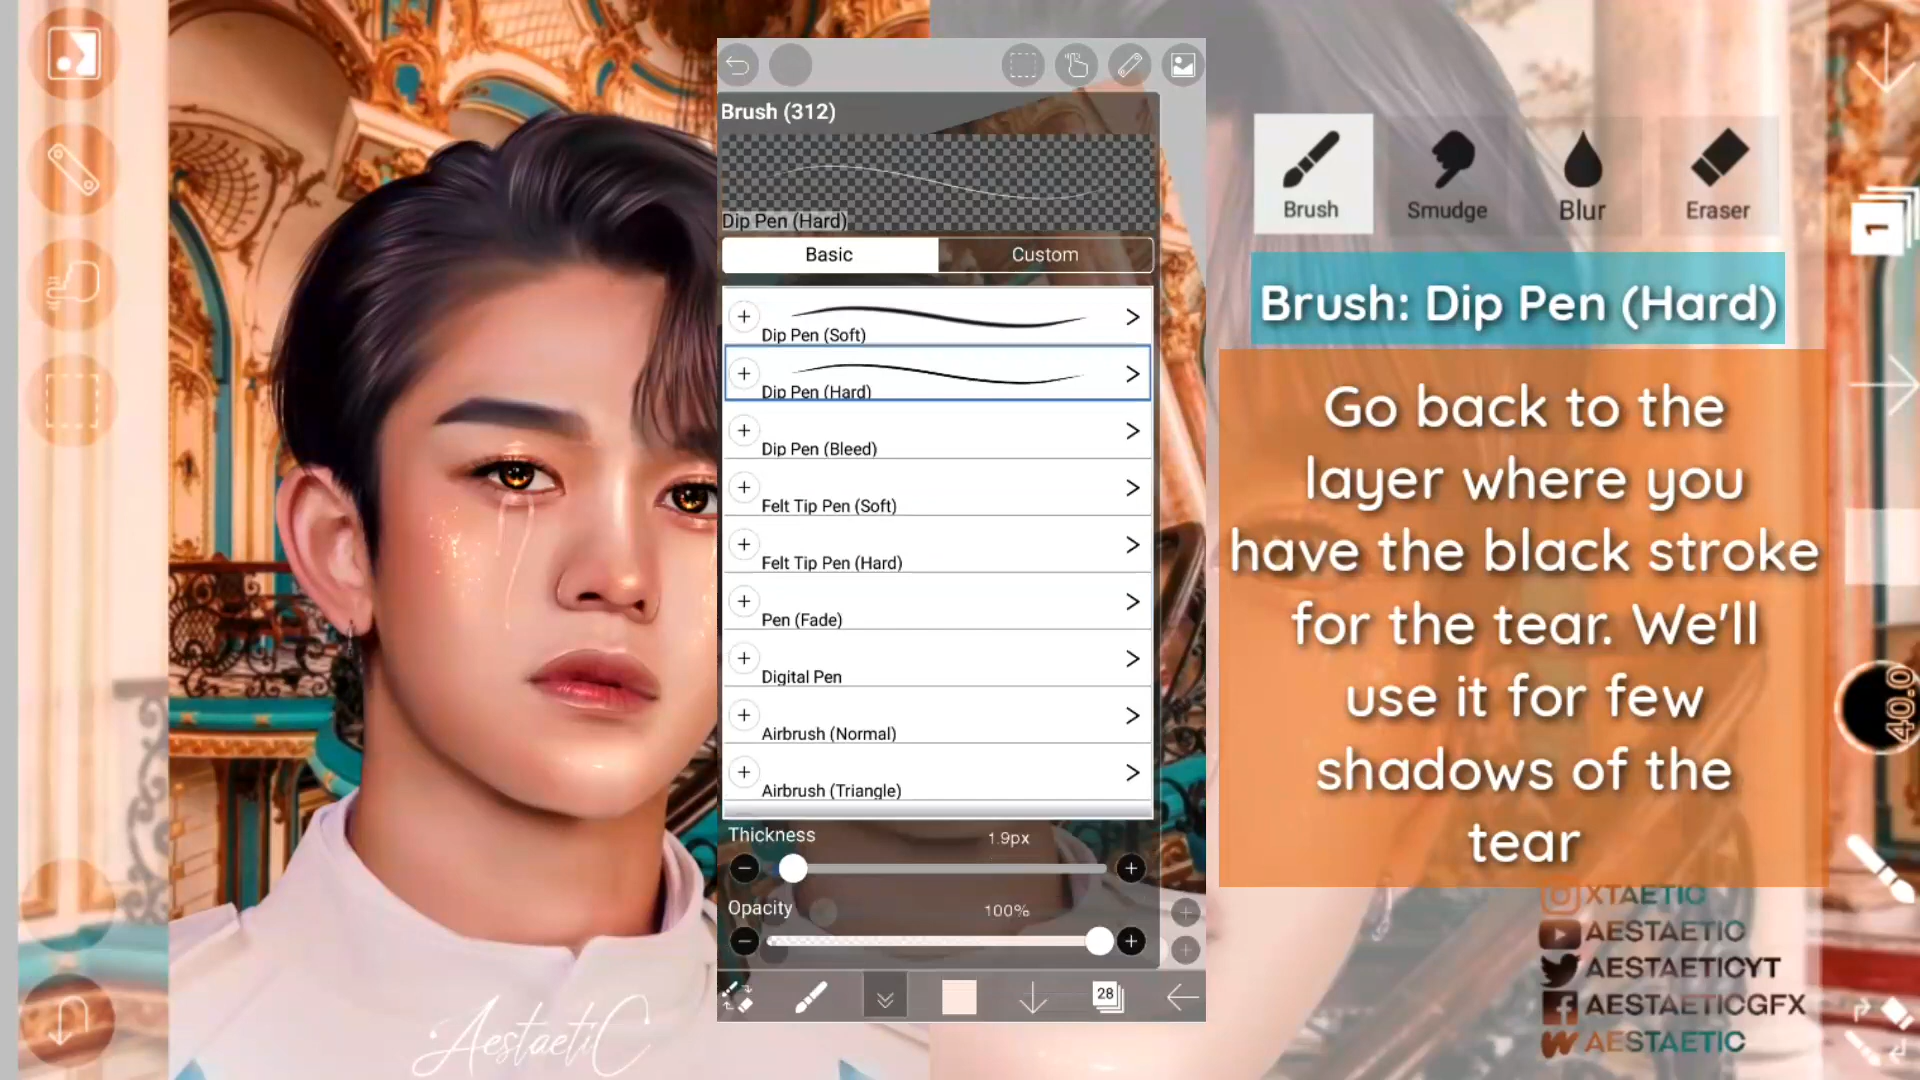 Brush (312)
Dip Pen (Hard)
Basic
Custom
Dip Pen (Soft)
Dip Pen (Hard)
Dip Pen (Bleed)
Felt Tip Pen (Soft)
Felt Tip Pen (Hard)
Pen (Fade)
Digital Pen
Airbrush (Normal)
Airbrush (Triangle)
Thickness
1.9px
Opacity
100%
28
Brush
Smudge
Blur
Eraser
Brush: Dip Pen (Hard)
Go back to the
layer where you
have the black stroke
for the tear. We'll
use it for few
shadows of the
tear
XTAETIC
AESTAETIC
AESTAETICYT
AESTAETICGFX
AESTAETIC
AestaetiC
1
40.0